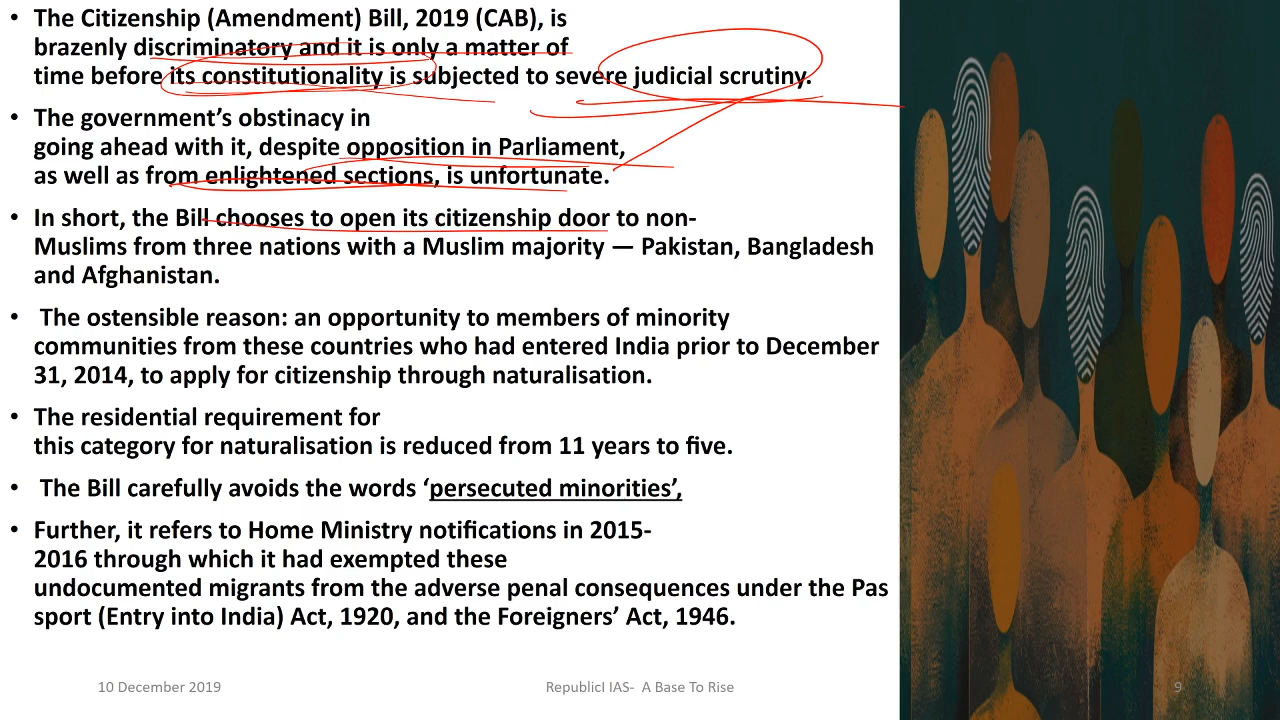 • The Citizenship (Amendment) Bill, 2019 (CAB), is
brazenly discriminatory and it is only a matter of
time before its constitutionality is subjected to severe judicial scrutiny.
• The government’s obstinacy in
going ahead with it, despite opposition in Parliament,
as well as from enlightened sections, is unfortunate.
• In short, the Bill chooses to open its citizenship door to non-
Muslims from three nations with a Muslim majority — Pakistan, Bangladesh
and Afghanistan.
• The ostensible reason: an opportunity to members of minority
communities from these countries who had entered India prior to December
31, 2014, to apply for citizenship through naturalisation.
• The residential requirement for
this category for naturalisation is reduced from 11 years to five.
• The Bill carefully avoids the words ‘persecuted minorities’,
• Further, it refers to Home Ministry notifications in 2015-
2016 through which it had exempted these
undocumented migrants from the adverse penal consequences under the Pas
sport (Entry into India) Act, 1920, and the Foreigners’ Act, 1946.
10 December 2019
RepublicI IAS- A Base To Rise
9